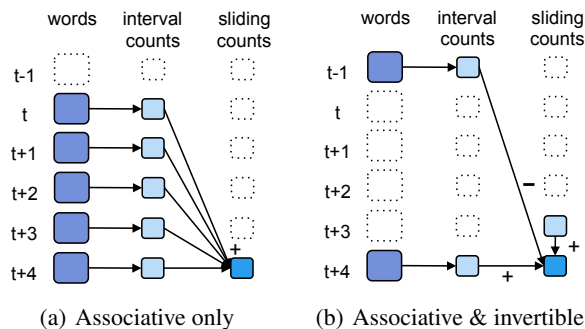 words interval counts sliding counts
t-1
t
t+1
t+2
t+3
+
t+4
(a) Associative only
words interval counts sliding counts
t-1
t
t+1
t+2
−
t+3
+
t+4
+
(b) Associative & invertible